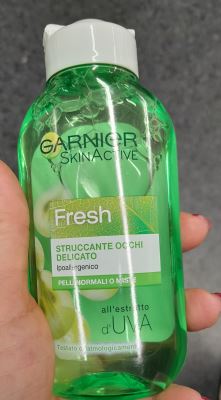 GARNIER
SKINACTIVE
Fresh
STRUCCANTE OCCHI
DELICATO
Ipoallergenico
PELLI NORMALI O MISTE
all'estratto
d'UVA
Testato oftalmologicamente